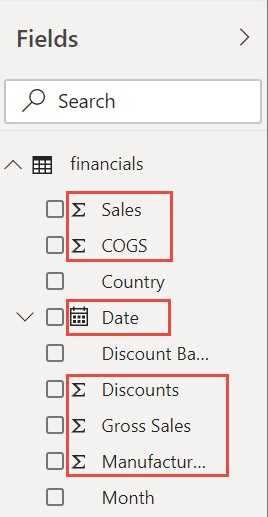 Fields
Search
financials
Σ Sales
Σ COGS
Country
Date
Discount Ba...
Σ Discounts
Σ Gross Sales
Σ Manufactur...
Month